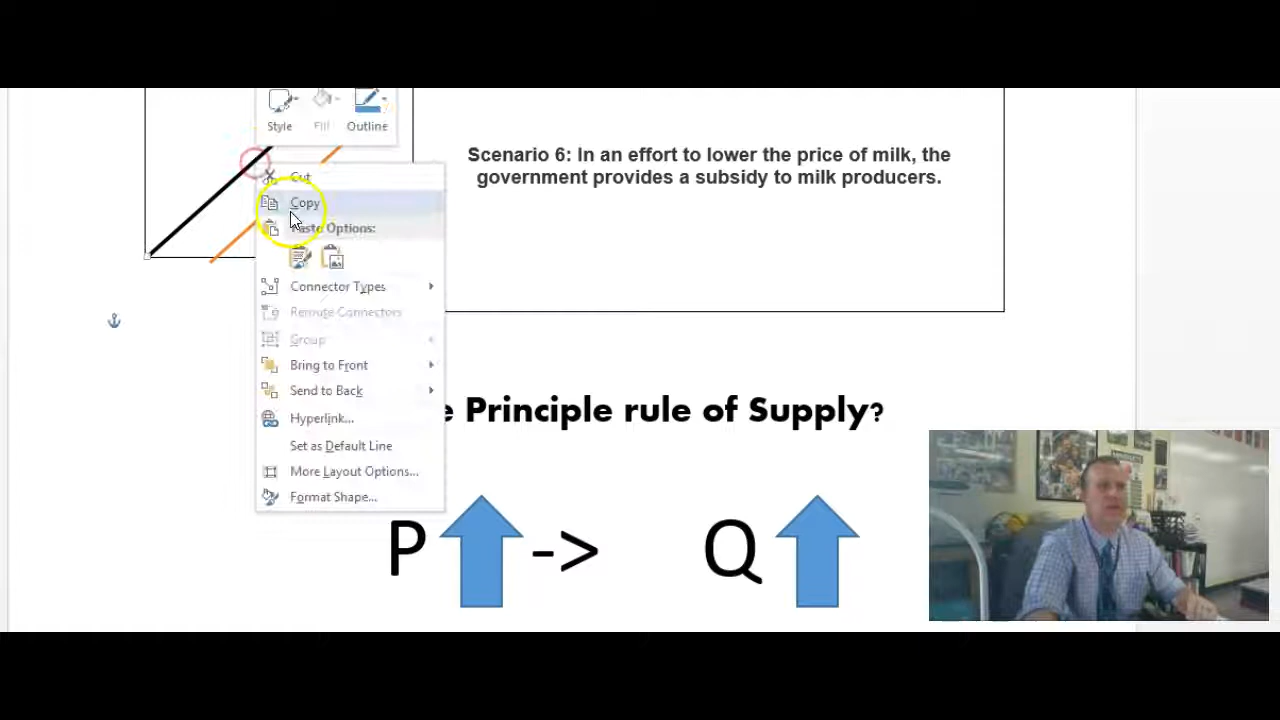 Style Fill Outline
Scenario 6: In an effort to lower the price of milk, the
government provides a subsidy to milk producers.
Cut
Copy
Paste Options:
Connector Types
Reroute Connectors
Group
Bring to Front
Send to Back
Hyperlink...
Set as Default Line
More Layout Options...
Format Shape...
Principle rule of Supply?
P -> Q